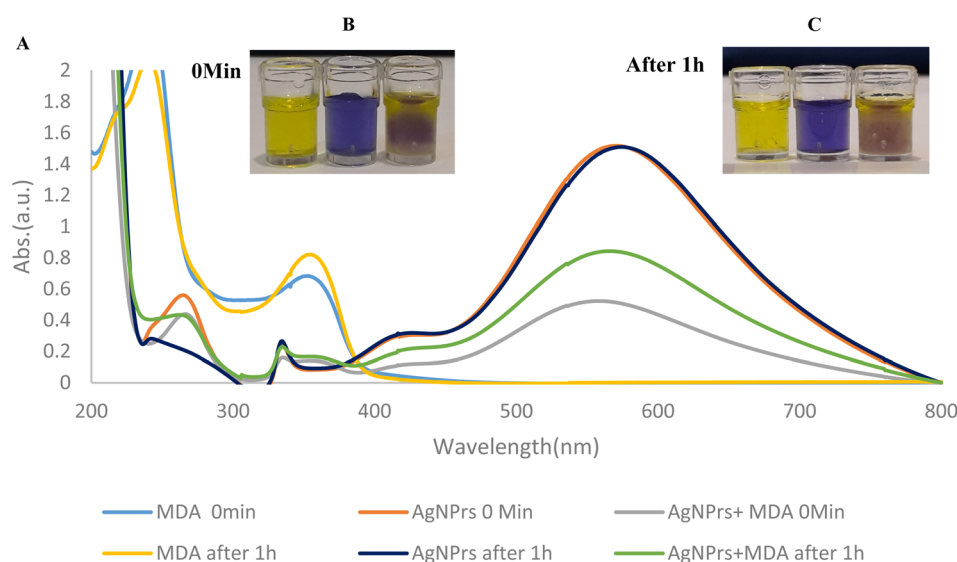 A
B
C
0Min
After 1h
2
1.8
1.6
1.4
1.2
1
0.8
0.6
0.4
0.2
0
Abs.(a.u.)
200 300 400 500 600 700 800
Wavelength(nm)
MDA 0min
AgNPrs 0 Min
AgNPrs+ MDA 0Min
MDA after 1h
AgNPrs after 1h
AgNPrs+MDA after 1h